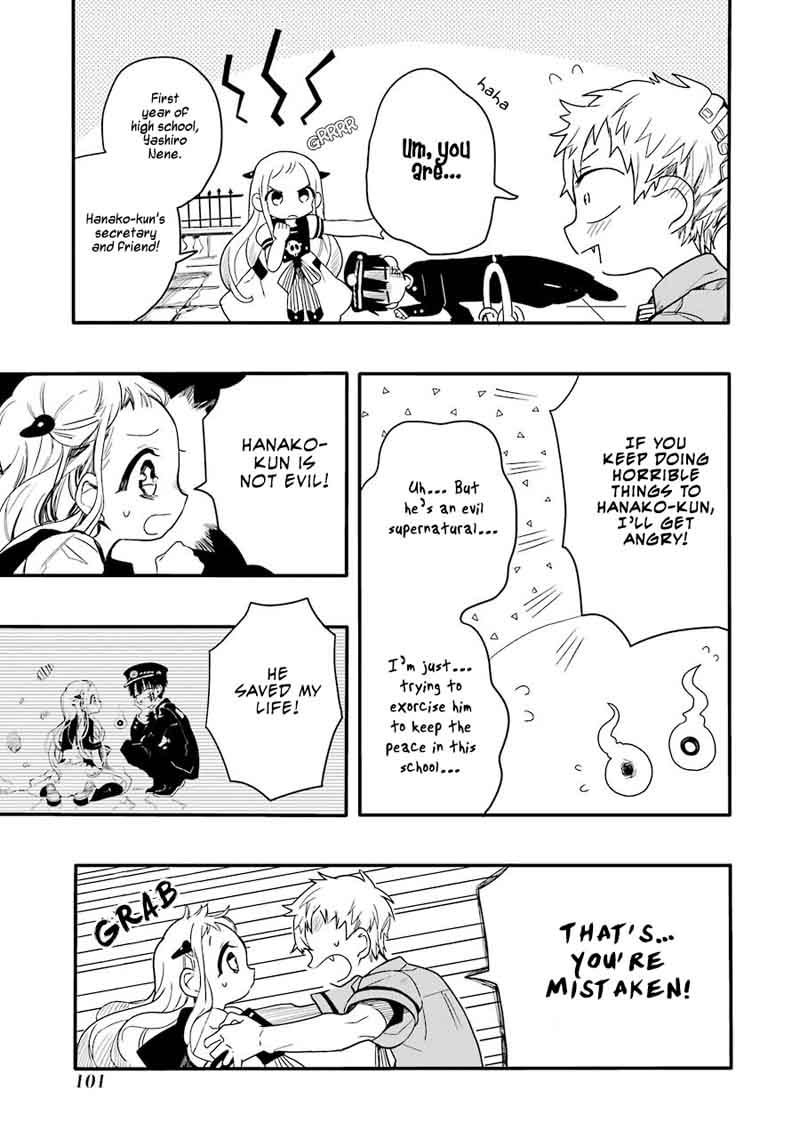 haha
Um, you
are...
GRRRR
First
year of
high school,
Yashiro
Nene.
Hanako-kun's
secretary
and friend!
IF YOU
KEEP DOING
HORRIBLE
THINGS TO
HANAKO-KUN,
I'LL GET
ANGRY!
Uh... But
he's an evil
supernatural...
I'm just...
trying to
exorcise him
to keep the
peace in this
school...
HANAKO-
KUN IS
NOT EVIL!
HE
SAVED MY
LIFE!
THAT'S...
YOU'RE
MISTAKEN!
GRAB
101